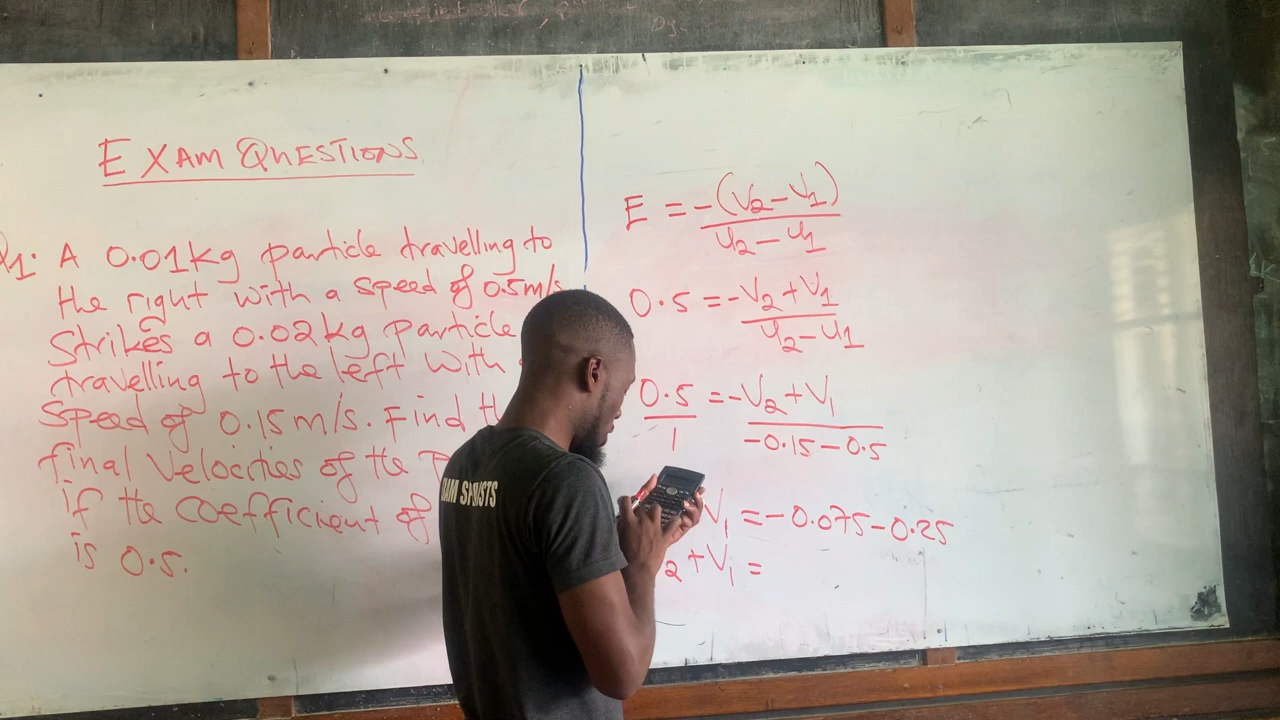 EXAM QUESTIONS
Q1. A 0.01kg particle travelling to
the right with a speed of 0.5m/s
Strikes a 0.02kg particle
travelling to the left with
Speed of 0.15m/s. Find
final Velocities of the
if the Coefficient of
is 0.5.
E = -(V2 - V1)
U2 - U1
0.5 = -V2 + V1
U2 - U1
0.5 = -V2 + V1
1 -0.15 - 0.5
V1 = -0.075 - 0.25
2 + V1 =